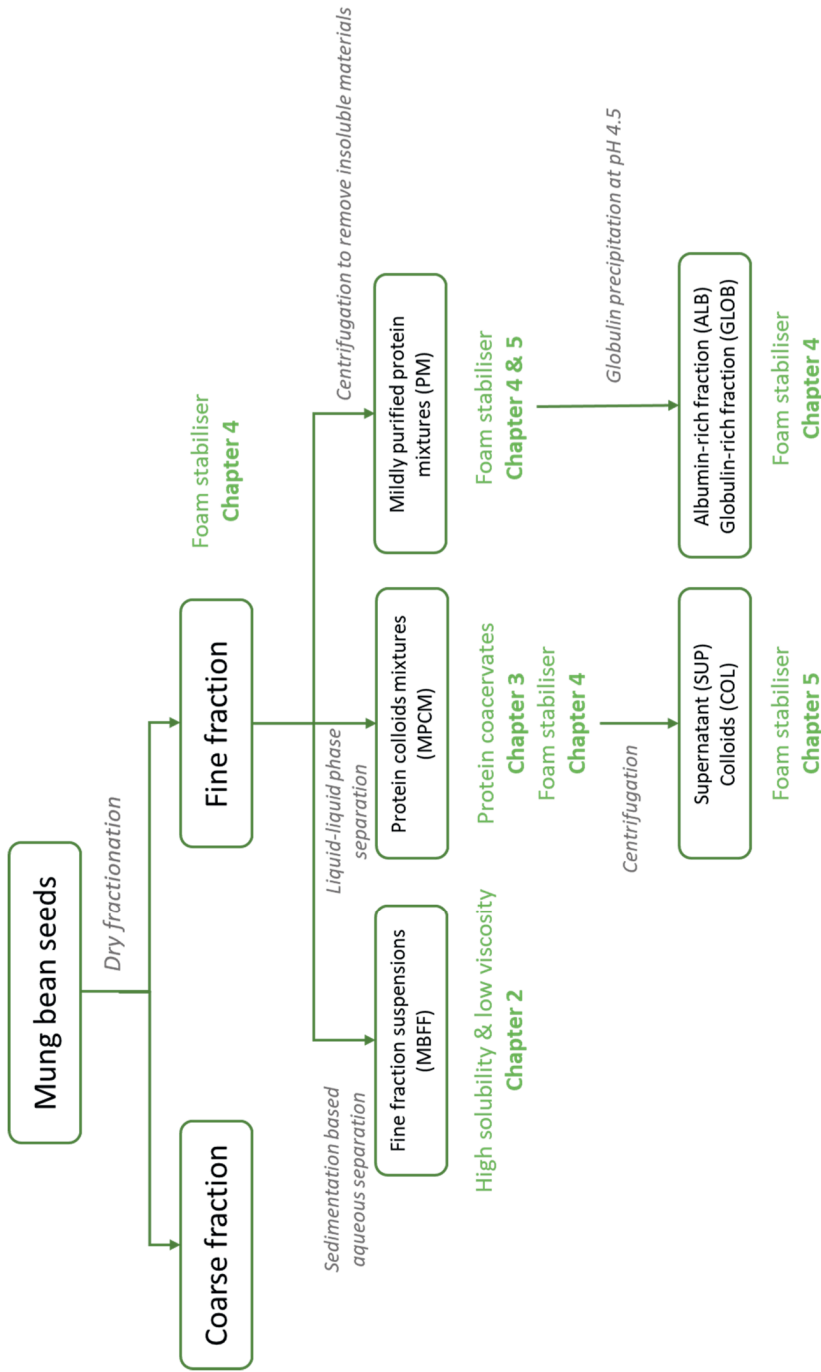 Mung bean seeds
Dry fractionation
Coarse fraction
Fine fraction
Foam stabiliser
Chapter 4
Sedimentation based
aqueous separation
Liquid-liquid phase
separation
Centrifugation to remove insoluble materials
Fine fraction suspensions
(MBFF)
High solubility & low viscosity
Chapter 2
Protein colloids mixtures
(MPCM)
Protein coacervates
Chapter 3
Foam stabiliser
Chapter 4
Mildly purified protein
mixtures (PM)
Foam stabiliser
Chapter 4 & 5
Centrifugation
Globulin precipitation at pH 4.5
Supernatant (SUP)
Colloids (COL)
Foam stabiliser
Chapter 5
Albumin-rich fraction (ALB)
Globulin-rich fraction (GLOB)
Foam stabiliser
Chapter 4